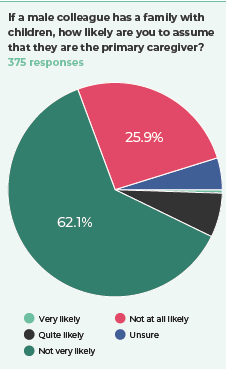 If a male colleague has a family with
children, how likely are you to assume
that they are the primary caregiver?
375 responses
25.9%
62.1%
Very likely
Not at all likely
Quite likely
Unsure
Not very likely